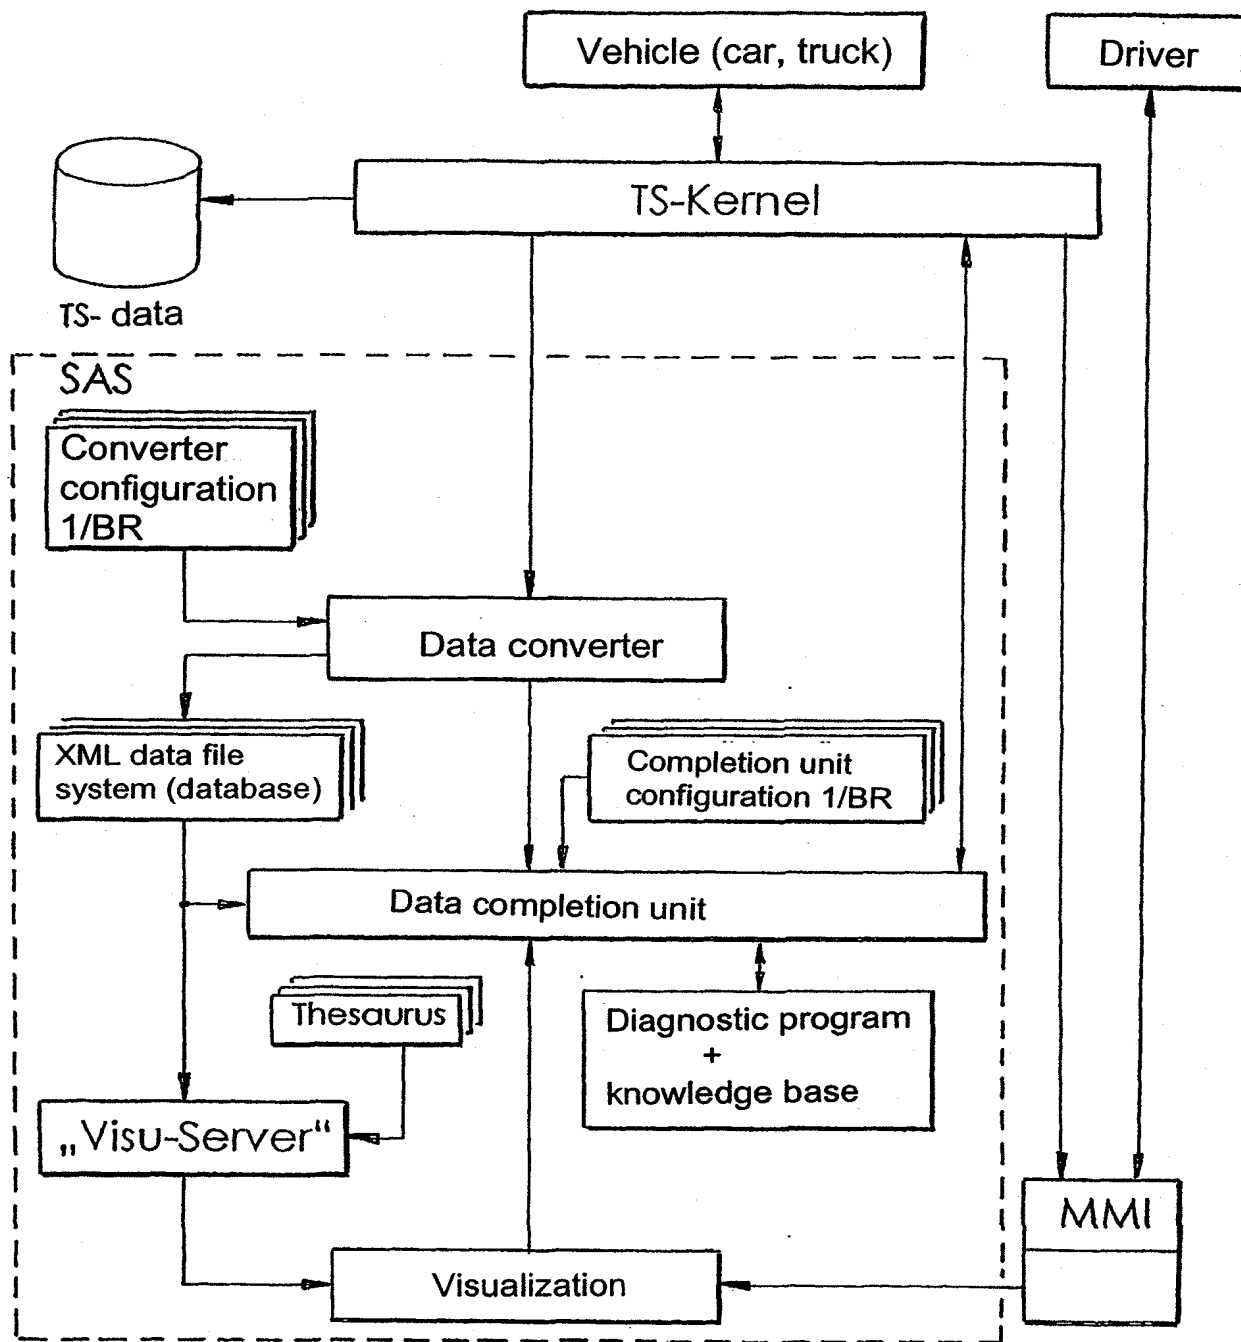 Vehicle (car, truck)
Driver
TS-Kernel
TS- data
SAS
Converter
configuration
1/BR
Data converter
XML data file
system (database)
Completion unit
configuration 1/BR
Data completion unit
Thesaurus
Diagnostic program
+
knowledge base
„Visu-Server“
MMI
Visualization